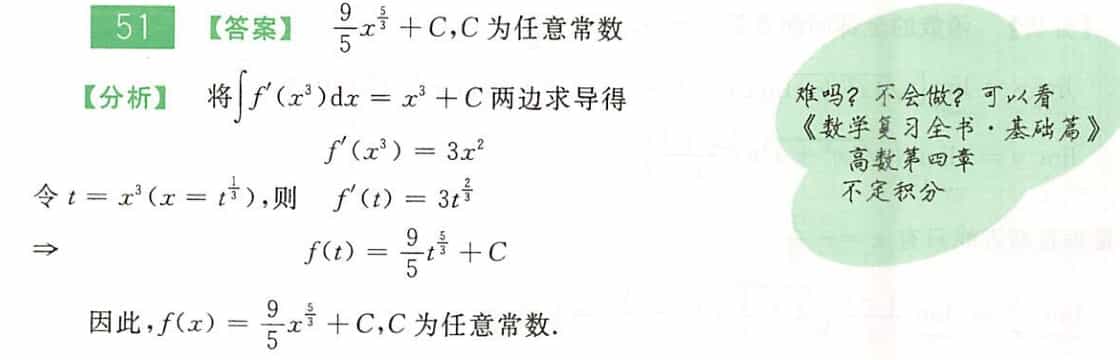 51 【答案】 $\frac{9}{5}x^{\frac{5}{3}} + C$,C 为任意常数
【分析】 将$\int f'(x^3)\mathrm{d}x = x^3 + C$ 两边求导得
$f'(x^3) = 3x^2$
令 $t = x^3(x = t^{\frac{1}{3}})$,则 $f'(t) = 3t^{\frac{2}{3}}$
⇒ $f(t) = \frac{9}{5}t^{\frac{5}{3}} + C$
因此,$f(x) = \frac{9}{5}x^{\frac{5}{3}} + C$,C 为任意常数.
难吗? 不会做? 可以看
《数学复习全书·基础篇》
高数第四章
不定积分